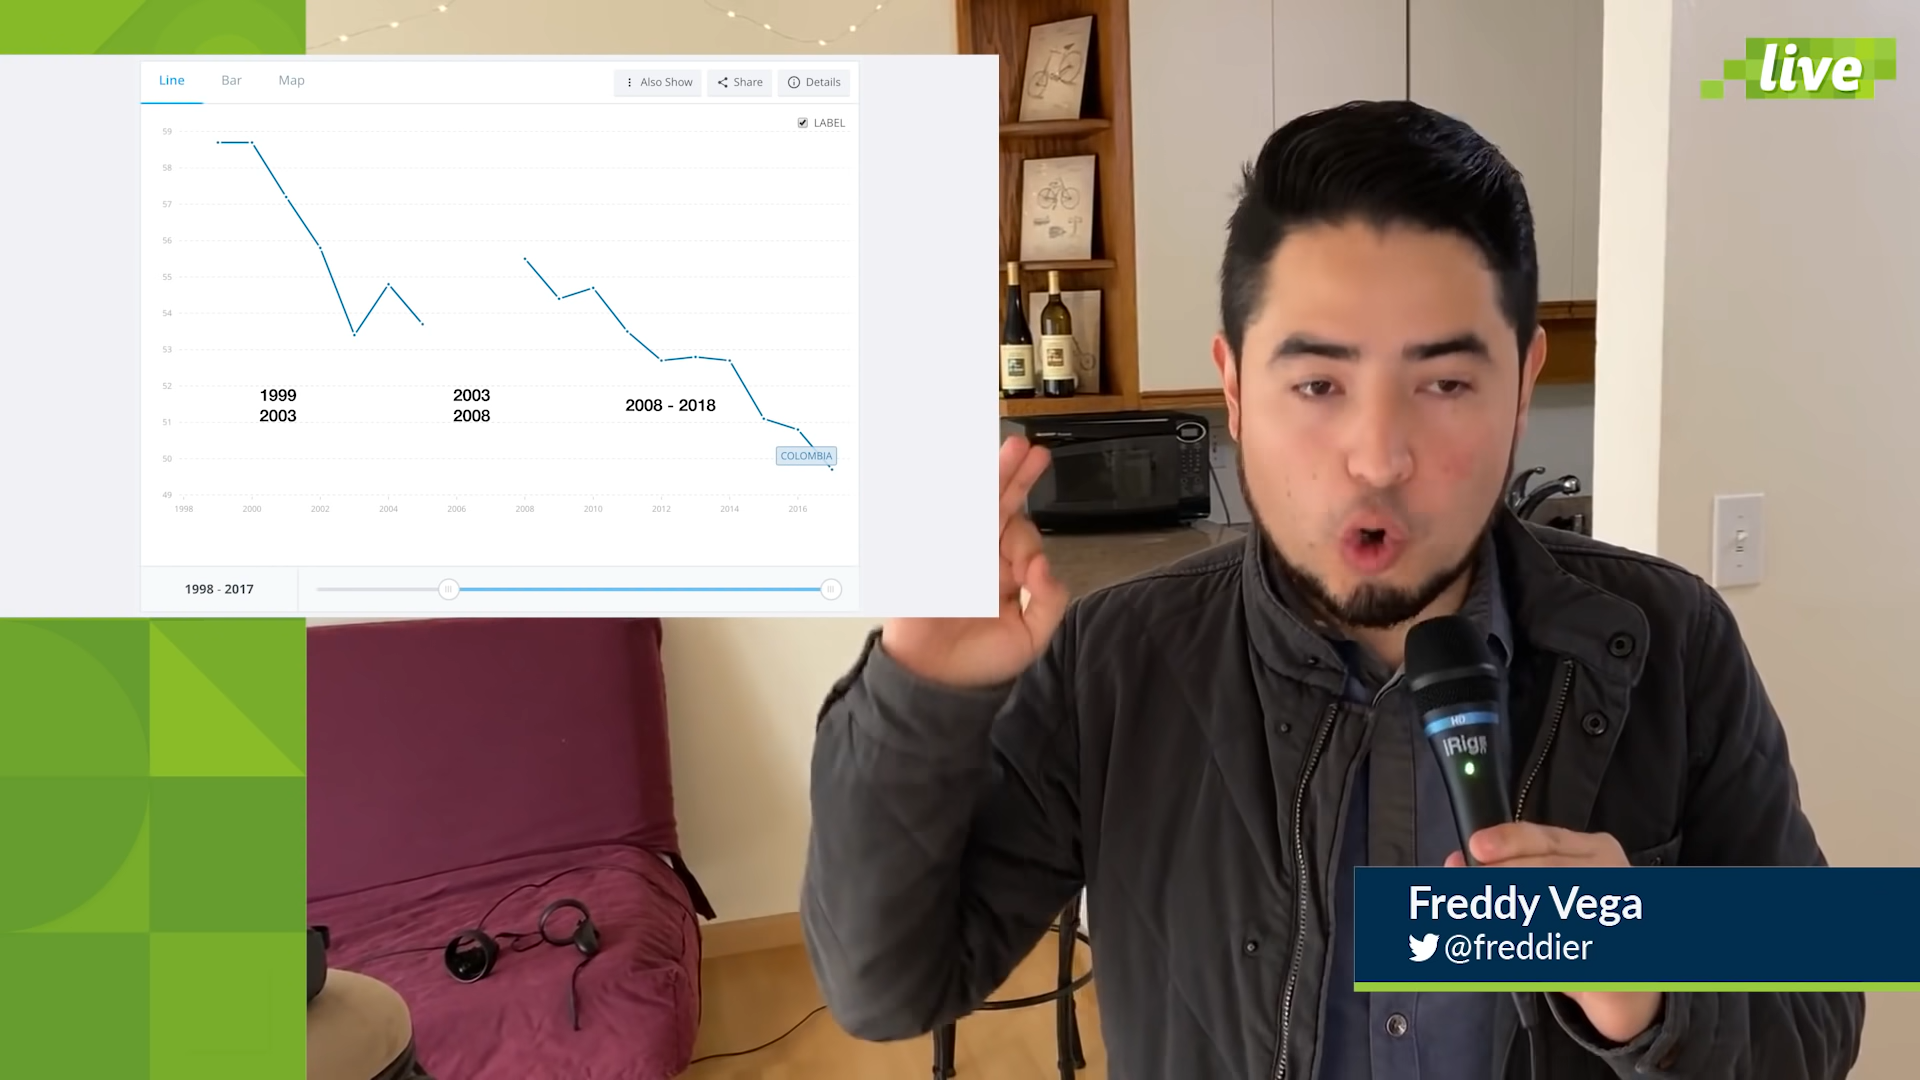 Line Bar Map
Also Show Share Details
LABEL
59
58
57
56
55
54
53
52
51
50
49
1999
2003
2003
2008
2008 - 2018
COLOMBIA
1998 2000 2002 2004 2006 2008 2010 2012 2014 2016
1998 - 2017
live
HD
iRig
Freddy Vega
@freddier